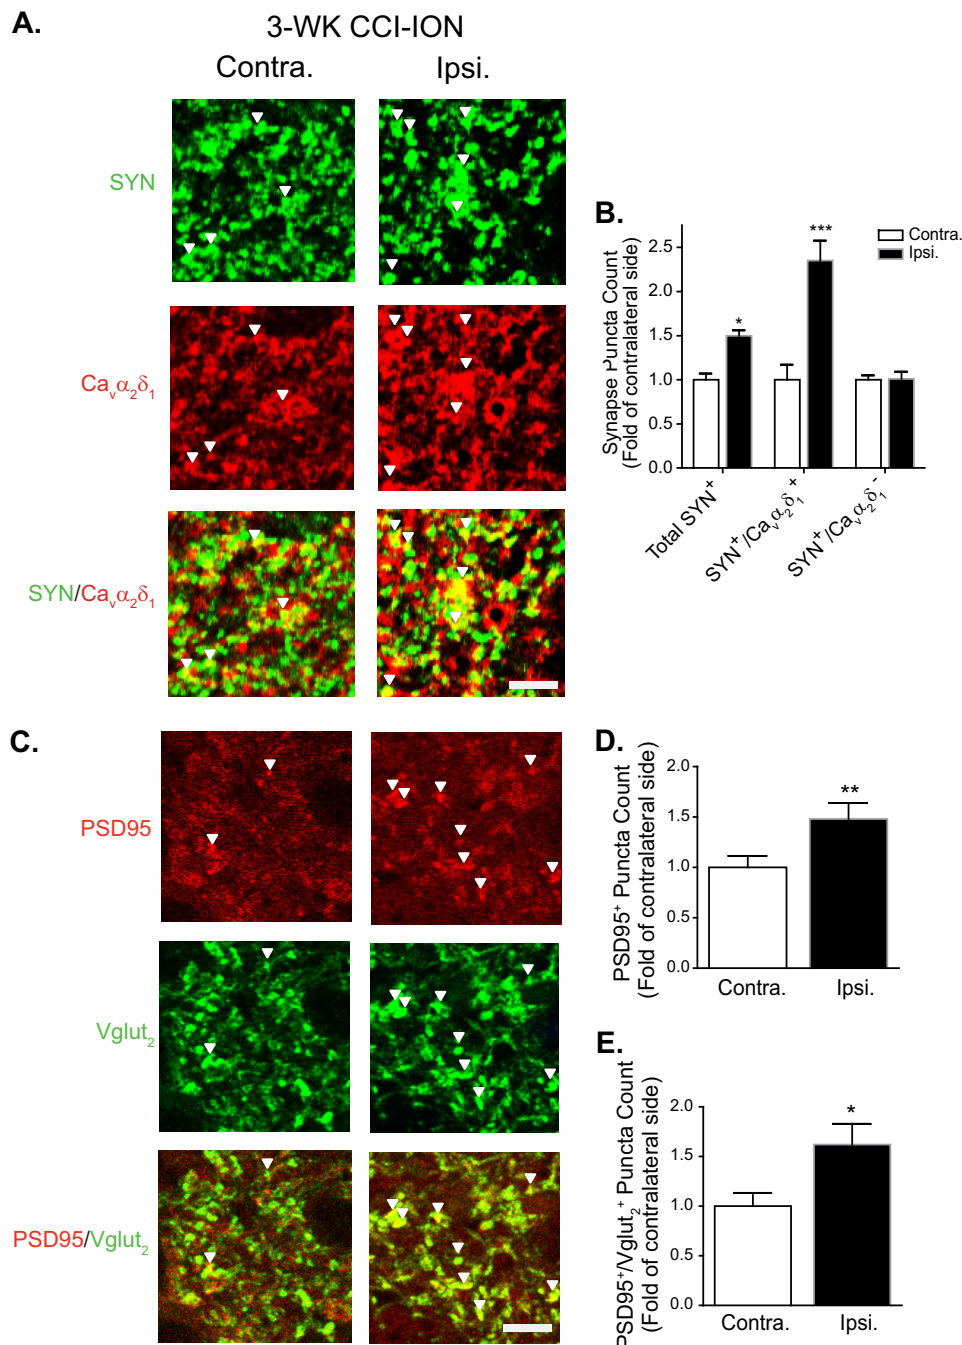 A.
3-WK CCI-ION
Contra.
Ipsi.
SYN
Caᵥα₂δ₁
SYN/Caᵥα₂δ₁
B.
Synapse Puncta Count
(Fold of contralateral side)
2.5
2.0
1.5
1.0
0.5
0.0
*
***
Contra.
Ipsi.
Total SYN⁺
SYN⁺/Caᵥα₂δ₁⁺
SYN⁺/Caᵥα₂δ₁⁻
C.
PSD95
Vglut₂
PSD95/Vglut₂
D.
PSD95⁺ Puncta Count
(Fold of contralateral side)
2.0
1.5
1.0
0.5
0.0
**
Contra.
Ipsi.
E.
PSD95⁺/Vglut₂⁺ Puncta Count
(Fold of contralateral side)
2.0
1.5
1.0
0.5
0.0
*
Contra.
Ipsi.